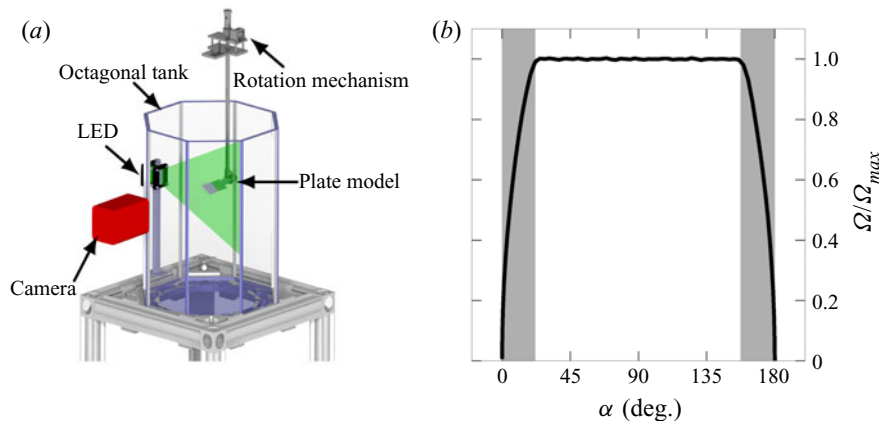 (a)
Rotation mechanism
Octagonal tank
LED
Plate model
Camera
(b)
1.0
0.8
0.6
0.4
0.2
0
Ω/Ωmax
0 45 90 135 180
α (deg.)